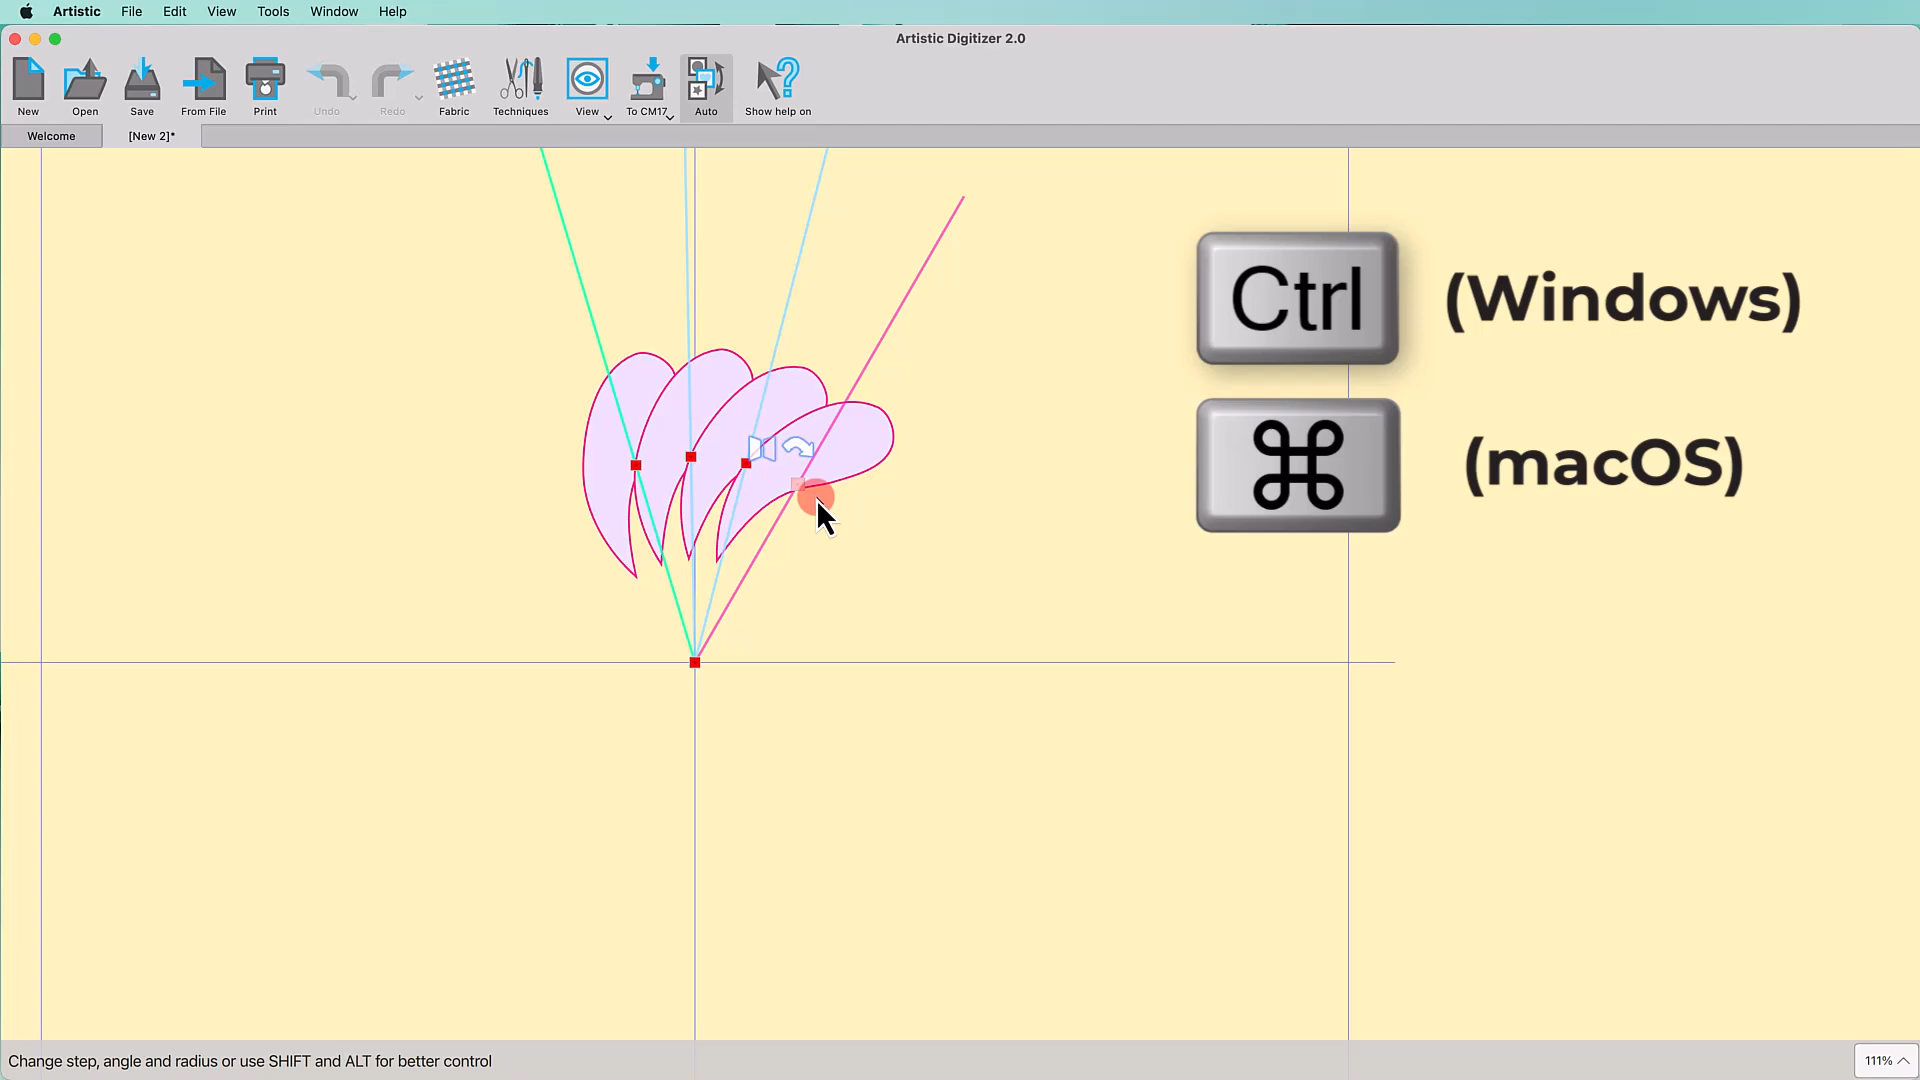 Artistic File Edit View Tools Window Help
Artistic Digitizer 2.0
New Open Save From File Print Undo Redo Fabric Techniques View To CM17 Auto Show help on
Welcome [New 2]*
Ctrl (Windows)
⌘ (macOS)
Change step, angle and radius or use SHIFT and ALT for better control
111%